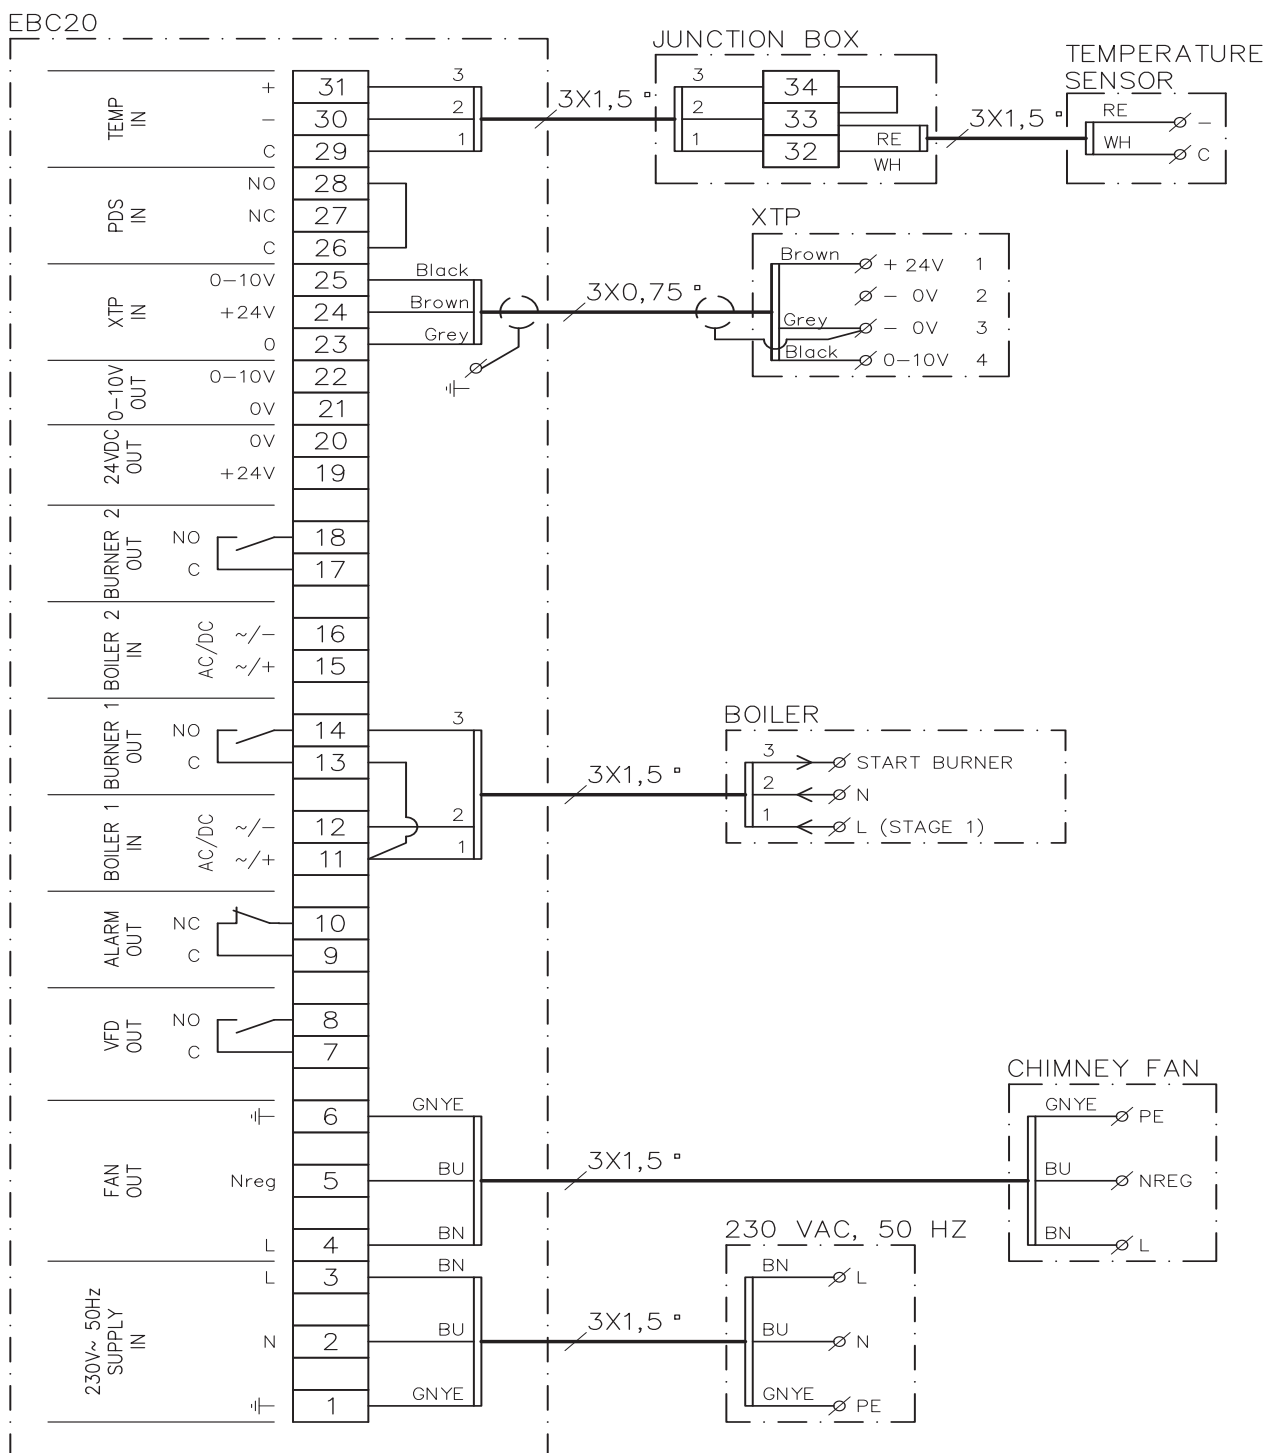 EBC20
TEMP
IN
+ 31 3
– 30 2
C 29 1
3X1,5 ▫
JUNCTION BOX
3 34
2 33
1 32
RE
WH
3X1,5 ▫
TEMPERATURE
SENSOR
RE –
WH C
PDS
IN
NO 28
NC 27
C 26
XTP
IN
0–10V 25 Black
+24V 24 Brown
0 23 Grey
3X0,75 ▫
XTP
Brown + 24V 1
– 0V 2
Grey – 0V 3
Black 0–10V 4
0–10V
OUT
0–10V 22
0V 21
24VDC
OUT
0V 20
+24V 19
BURNER 2
OUT
NO 18
C 17
BOILER 2
IN
AC/DC
~/– 16
~/+ 15
BURNER 1
OUT
NO 14 3
C 13
BOILER 1
IN
AC/DC
~/– 12 2
~/+ 11 1
3X1,5 ▫
BOILER
3 START BURNER
2 N
1 L (STAGE 1)
ALARM
OUT
NC 10
C 9
VFD
OUT
NO 8
C 7
FAN
OUT
6 GNYE
Nreg 5 BU
L 4 BN
3X1,5 ▫
CHIMNEY FAN
GNYE PE
BU NREG
BN L
230V~ 50Hz
SUPPLY
IN
L 3 BN
N 2 BU
1 GNYE
3X1,5 ▫
230 VAC, 50 HZ
BN L
BU N
GNYE PE